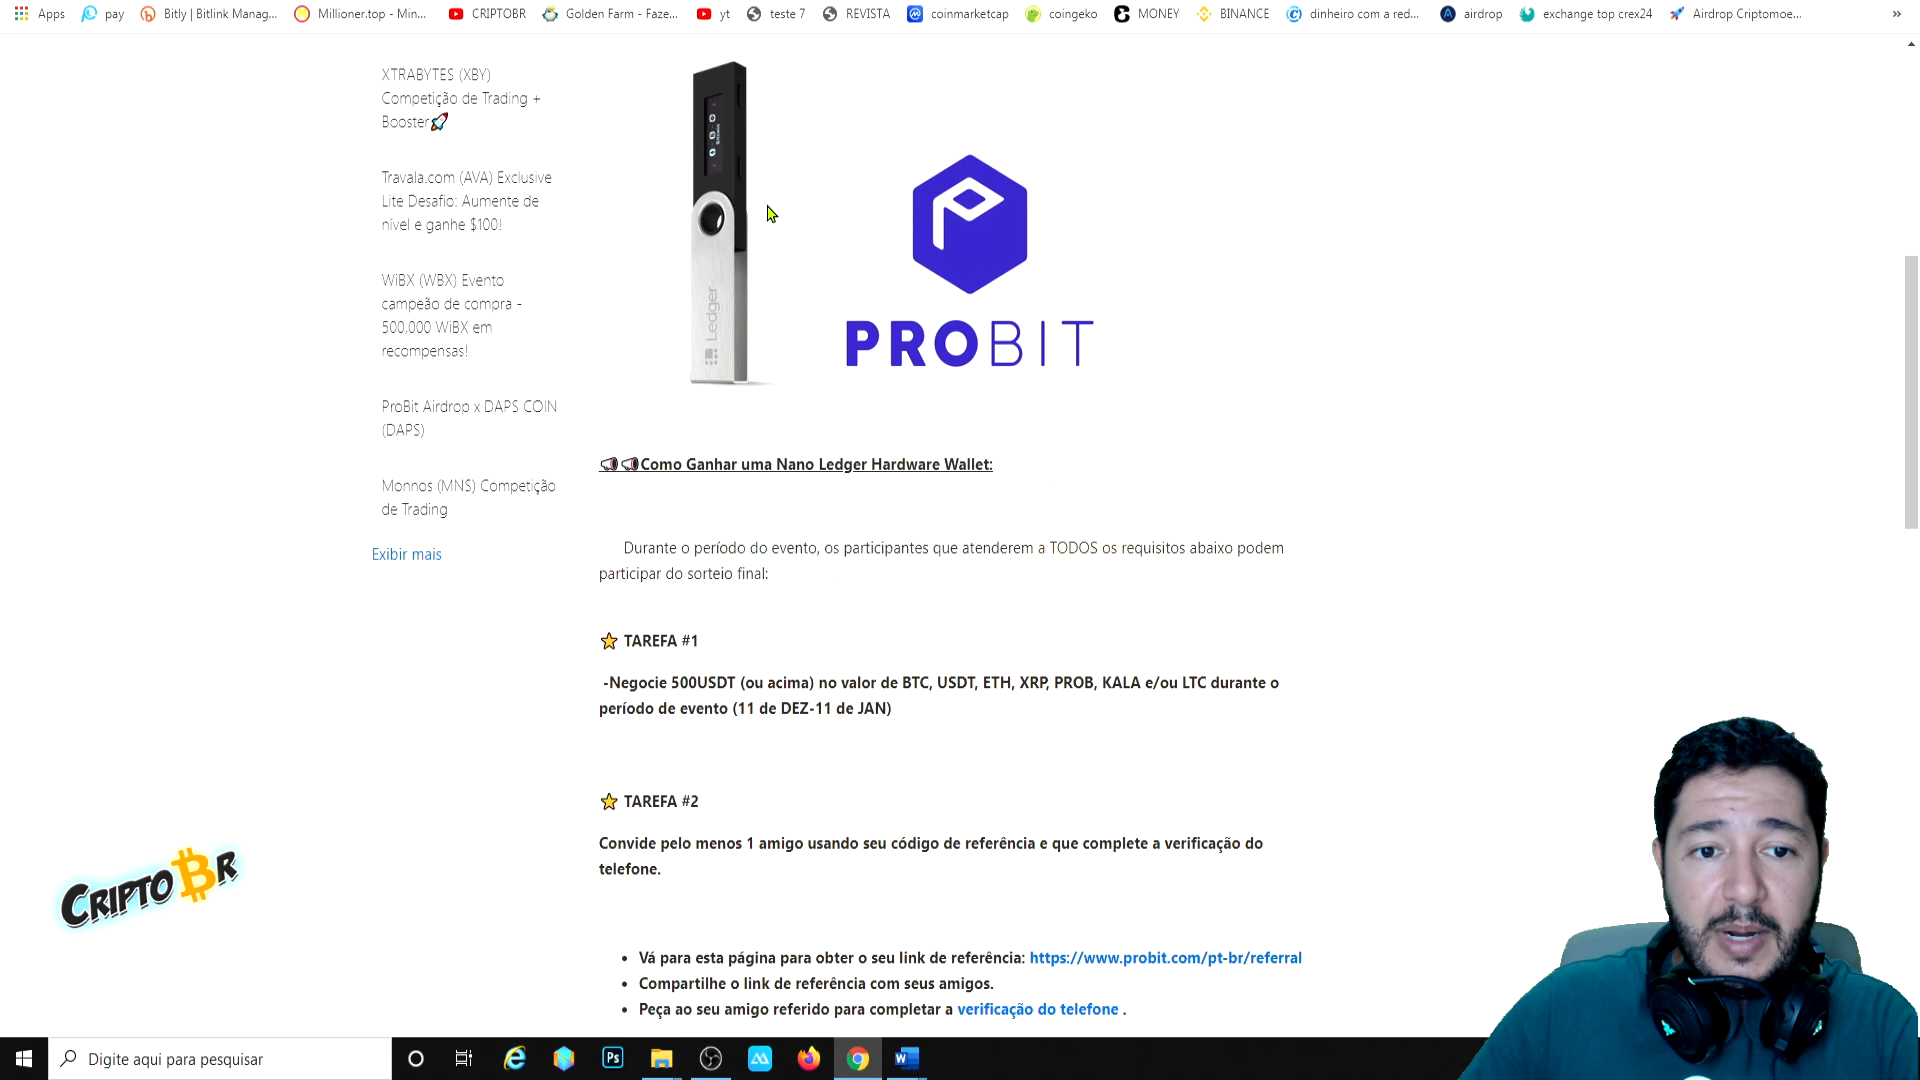 Apps
pay
Bitly | Bitlink Manag...
Millioner.top - Min...
CRIPTOBR
Golden Farm - Faze...
yt
teste 7
REVISTA
coinmarketcap
coingeko
MONEY
BINANCE
dinheiro com a red...
airdrop
exchange top crex24
Airdrop Criptomoe...
»
XTRABYTES (XBY)
Competição de Trading +
Booster🚀
Travala.com (AVA) Exclusive
Lite Desafio: Aumente de
nível e ganhe $100!
WiBX (WBX) Evento
campeão de compra -
500,000 WiBX em
recompensas!
ProBit Airdrop x DAPS COIN
(DAPS)
Monnos (MNS) Competição
de Trading
Exibir mais
Ledger
PROBIT
📢📢Como Ganhar uma Nano Ledger Hardware Wallet:
Durante o período do evento, os participantes que atenderem a TODOS os requisitos abaixo podem
participar do sorteio final:
⭐ TAREFA #1
-Negocie 500USDT (ou acima) no valor de BTC, USDT, ETH, XRP, PROB, KALA e/ou LTC durante o
período de evento (11 de DEZ-11 de JAN)
⭐ TAREFA #2
Convide pelo menos 1 amigo usando seu código de referência e que complete a verificação do
telefone.
• Vá para esta página para obter o seu link de referência: https://www.probit.com/pt-br/referral
• Compartilhe o link de referência com seus amigos.
• Peça ao seu amigo referido para completar a verificação do telefone .
CRIPTOBR
Digite aqui para pesquisar
Ps